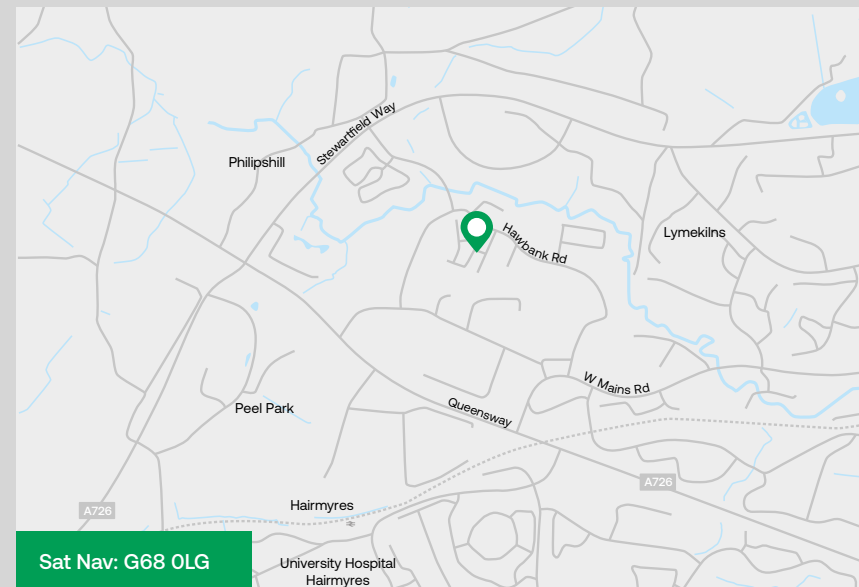 Stewartfield Way
Philipshill
Hawbank Rd
Lymekilns
W Mains Rd
Peel Park
Queensway
A726
A726
Hairmyres
Sat Nav: G68 0LG
University Hospital
Hairmyres